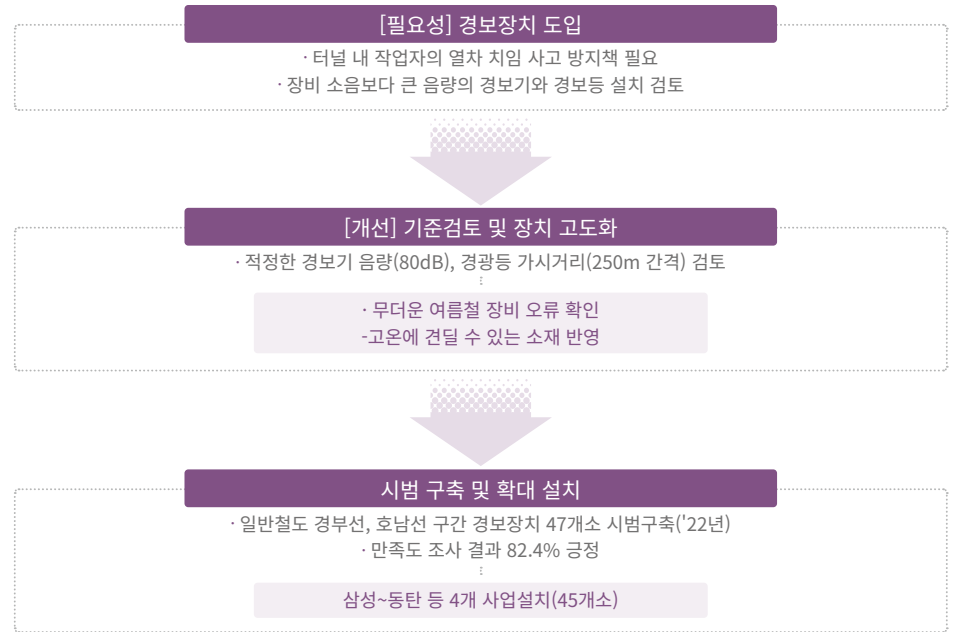 [필요성] 경보장치 도입
· 터널 내 작업자의 열차 치임 사고 방지책 필요
· 장비 소음보다 큰 음량의 경보기와 경보등 설치 검토
[개선] 기준검토 및 장치 고도화
· 적정한 경보기 음량(80dB), 경광등 가시거리(250m 간격) 검토
· 무더운 여름철 장비 오류 확인
-고온에 견딜 수 있는 소재 반영
시범 구축 및 확대 설치
· 일반철도 경부선, 호남선 구간 경보장치 47개소 시범구축('22년)
· 만족도 조사 결과 82.4% 긍정
삼성~동탄 등 4개 사업설치(45개소)